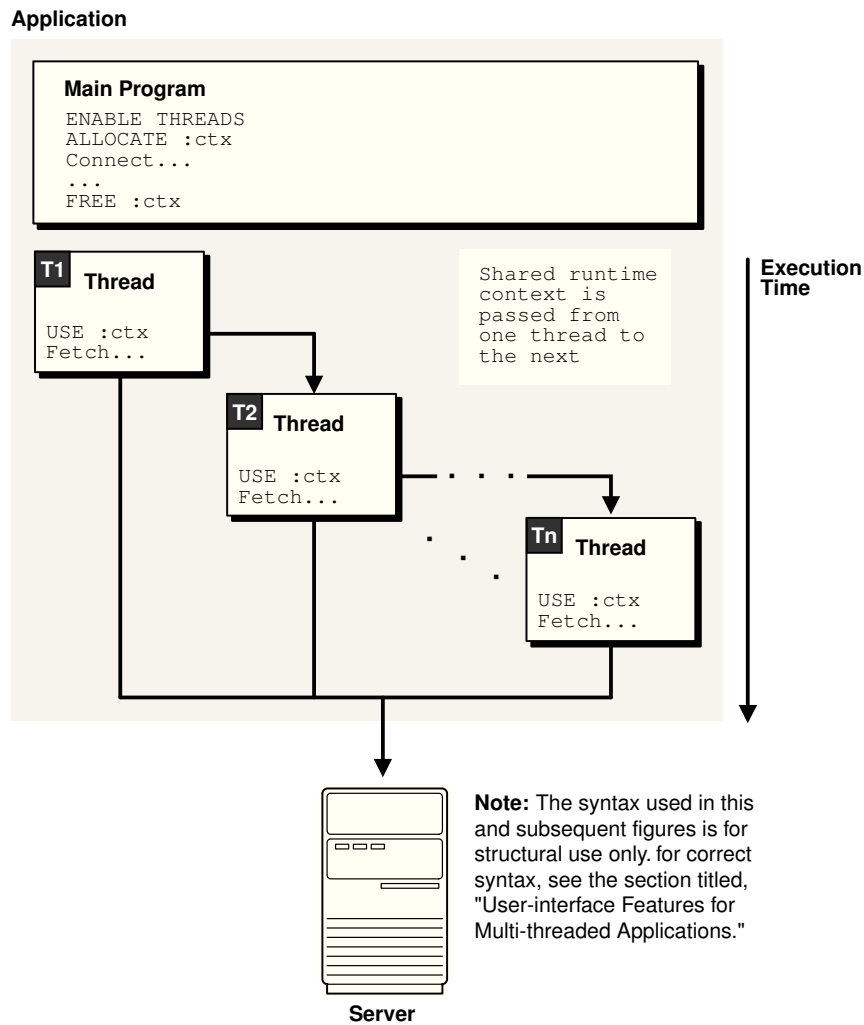 Application
Main Program
ENABLE THREADS
ALLOCATE :ctx
Connect...
...
FREE :ctx
T1
Thread
USE :ctx
Fetch...
Shared runtime
context is
passed from
one thread to
the next
Execution
Time
T2
Thread
USE :ctx
Fetch...
Tn
Thread
USE :ctx
Fetch...
Note: The syntax used in this
and subsequent figures is for
structural use only. for correct
syntax, see the section titled,
"User-interface Features for
Multi-threaded Applications."
Server